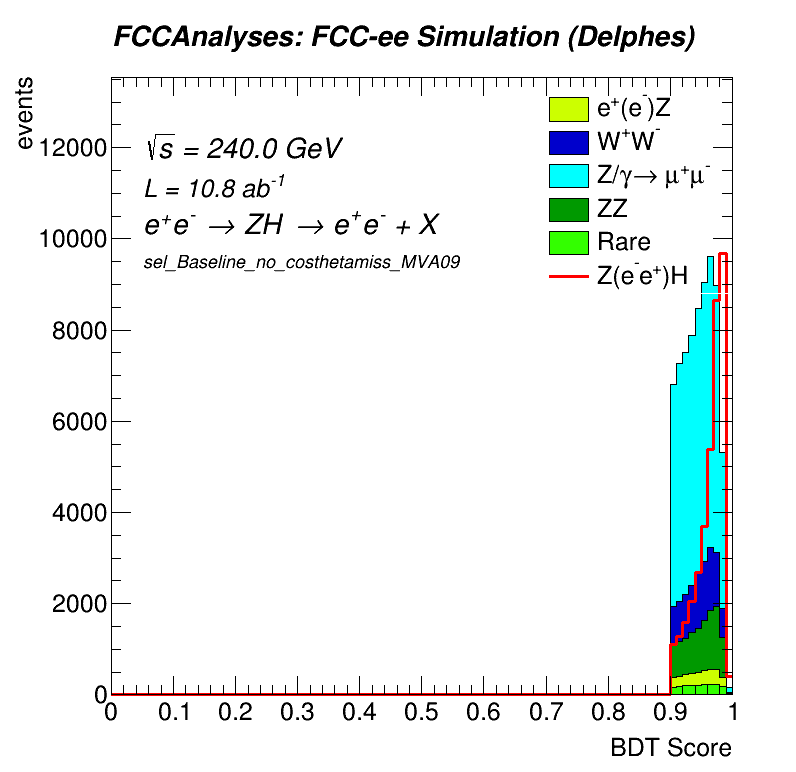 FCCAnalyses: FCC-ee Simulation (Delphes)
events
√s = 240.0 GeV
L = 10.8 ab⁻¹
e⁺e⁻ → ZH → e⁺e⁻ + X
sel_Baseline_no_costhetamiss_MVA09
e⁺(e⁻)Z
W⁺W⁻
Z/γ→ μ⁺μ⁻
ZZ
Rare
Z(e⁻e⁺)H
12000
10000
8000
6000
4000
2000
0
0 0.1 0.2 0.3 0.4 0.5 0.6 0.7 0.8 0.9 1
BDT Score